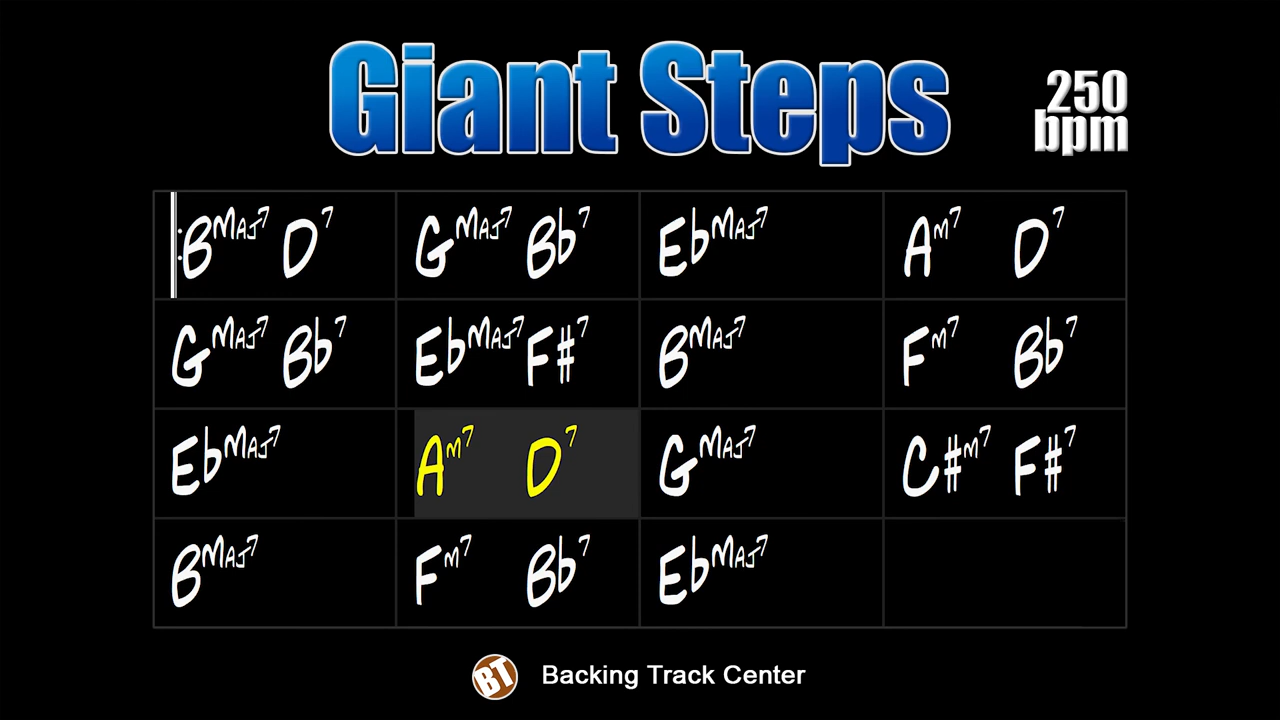 Giant Steps
250
bpm
BMAJ7 D7 GMAJ7 Bb7 EbMAJ7 Am7 D7
GMAJ7 Bb7 EbMAJ7 F#7 BMAJ7 Fm7 Bb7
EbMAJ7 Am7 D7 GMAJ7 C#m7 F#7
BMAJ7 Fm7 Bb7 EbMAJ7
BT Backing Track Center